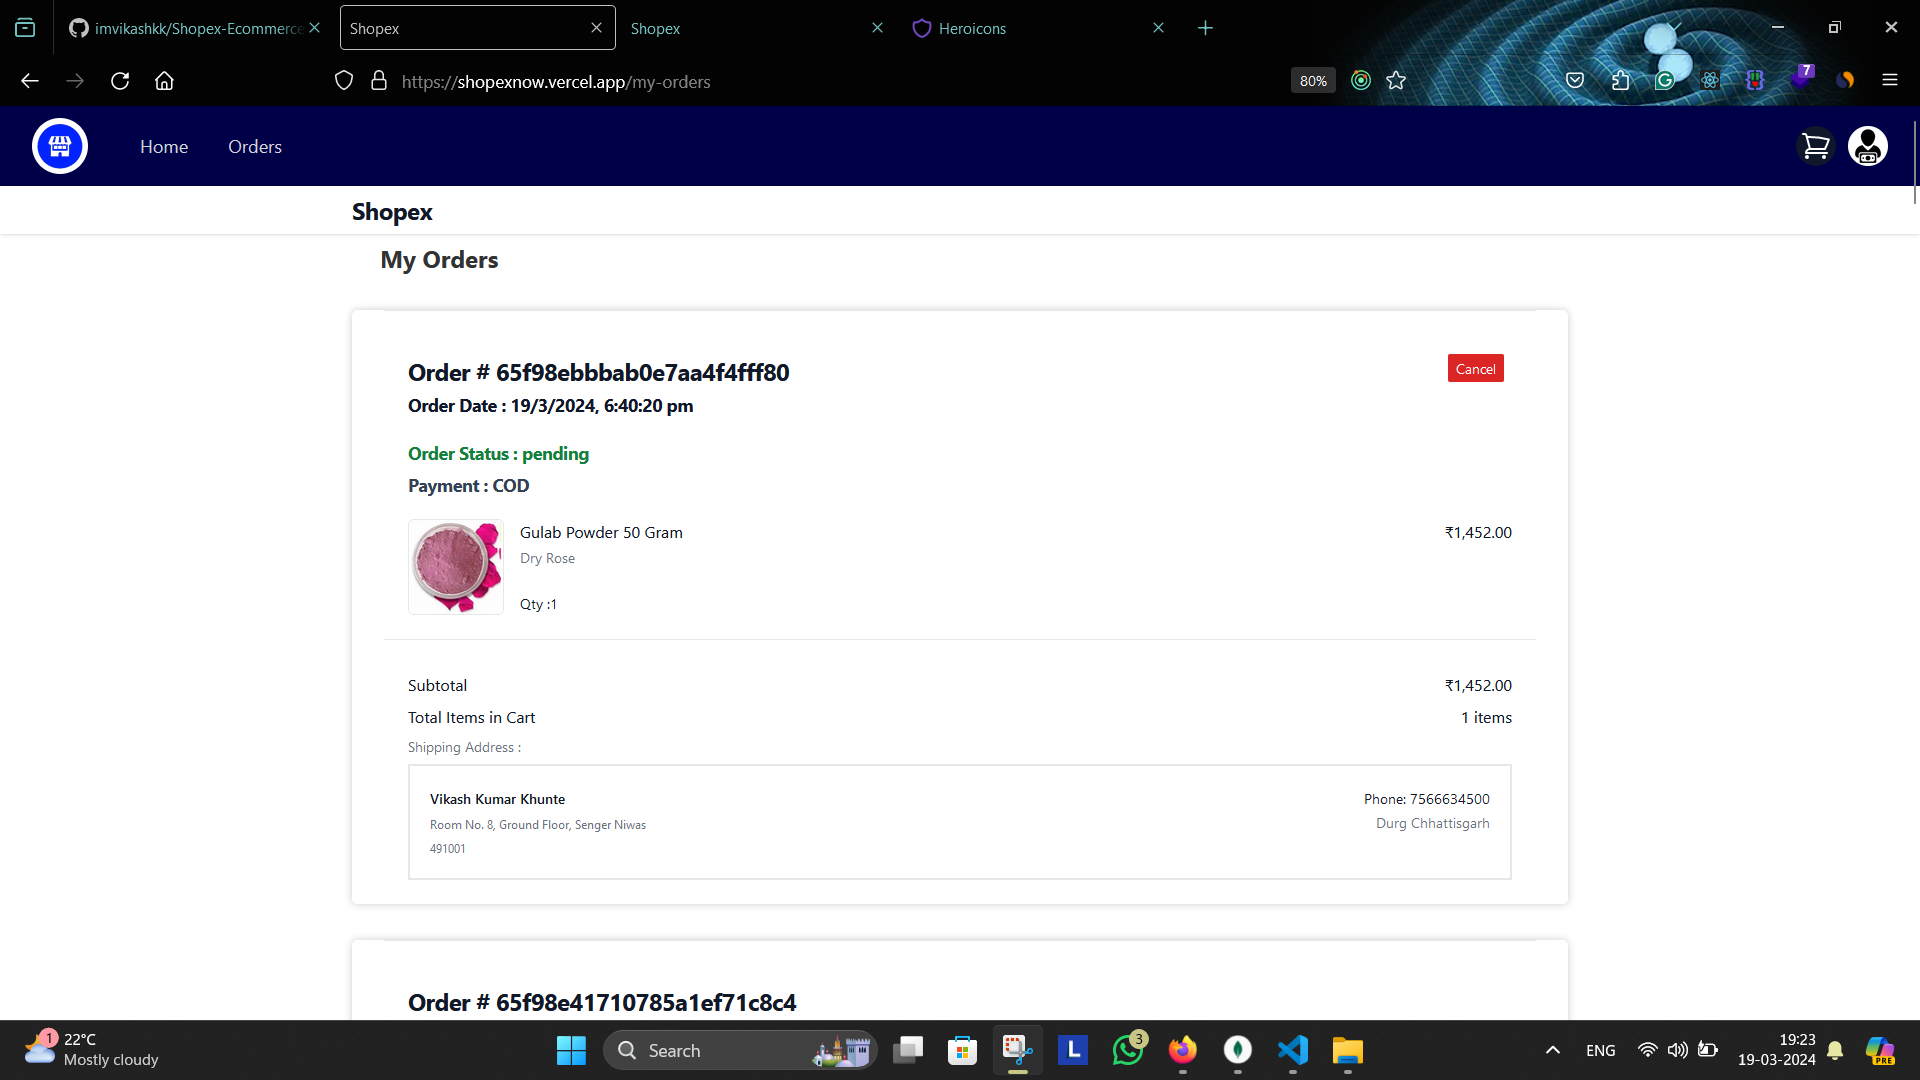 imvikashkk/Shopex-Ecommerce
Shopex
Shopex
Heroicons
https://shopexnow.vercel.app/my-orders
80%
7
Home
Orders
Shopex
My Orders
Order # 65f98ebbbab0e7aa4f4fff80
Cancel
Order Date : 19/3/2024, 6:40:20 pm
Order Status : pending
Payment : COD
Gulab Powder 50 Gram
₹1,452.00
Dry Rose
Qty :1
Subtotal
₹1,452.00
Total Items in Cart
1 items
Shipping Address :
Vikash Kumar Khunte
Phone: 7566634500
Room No. 8, Ground Floor, Senger Niwas
Durg Chhattisgarh
491001
Order # 65f98e41710785a1ef71c8c4
1
22°C
Mostly cloudy
Search
L
3
ENG
19:23
19-03-2024
PRE